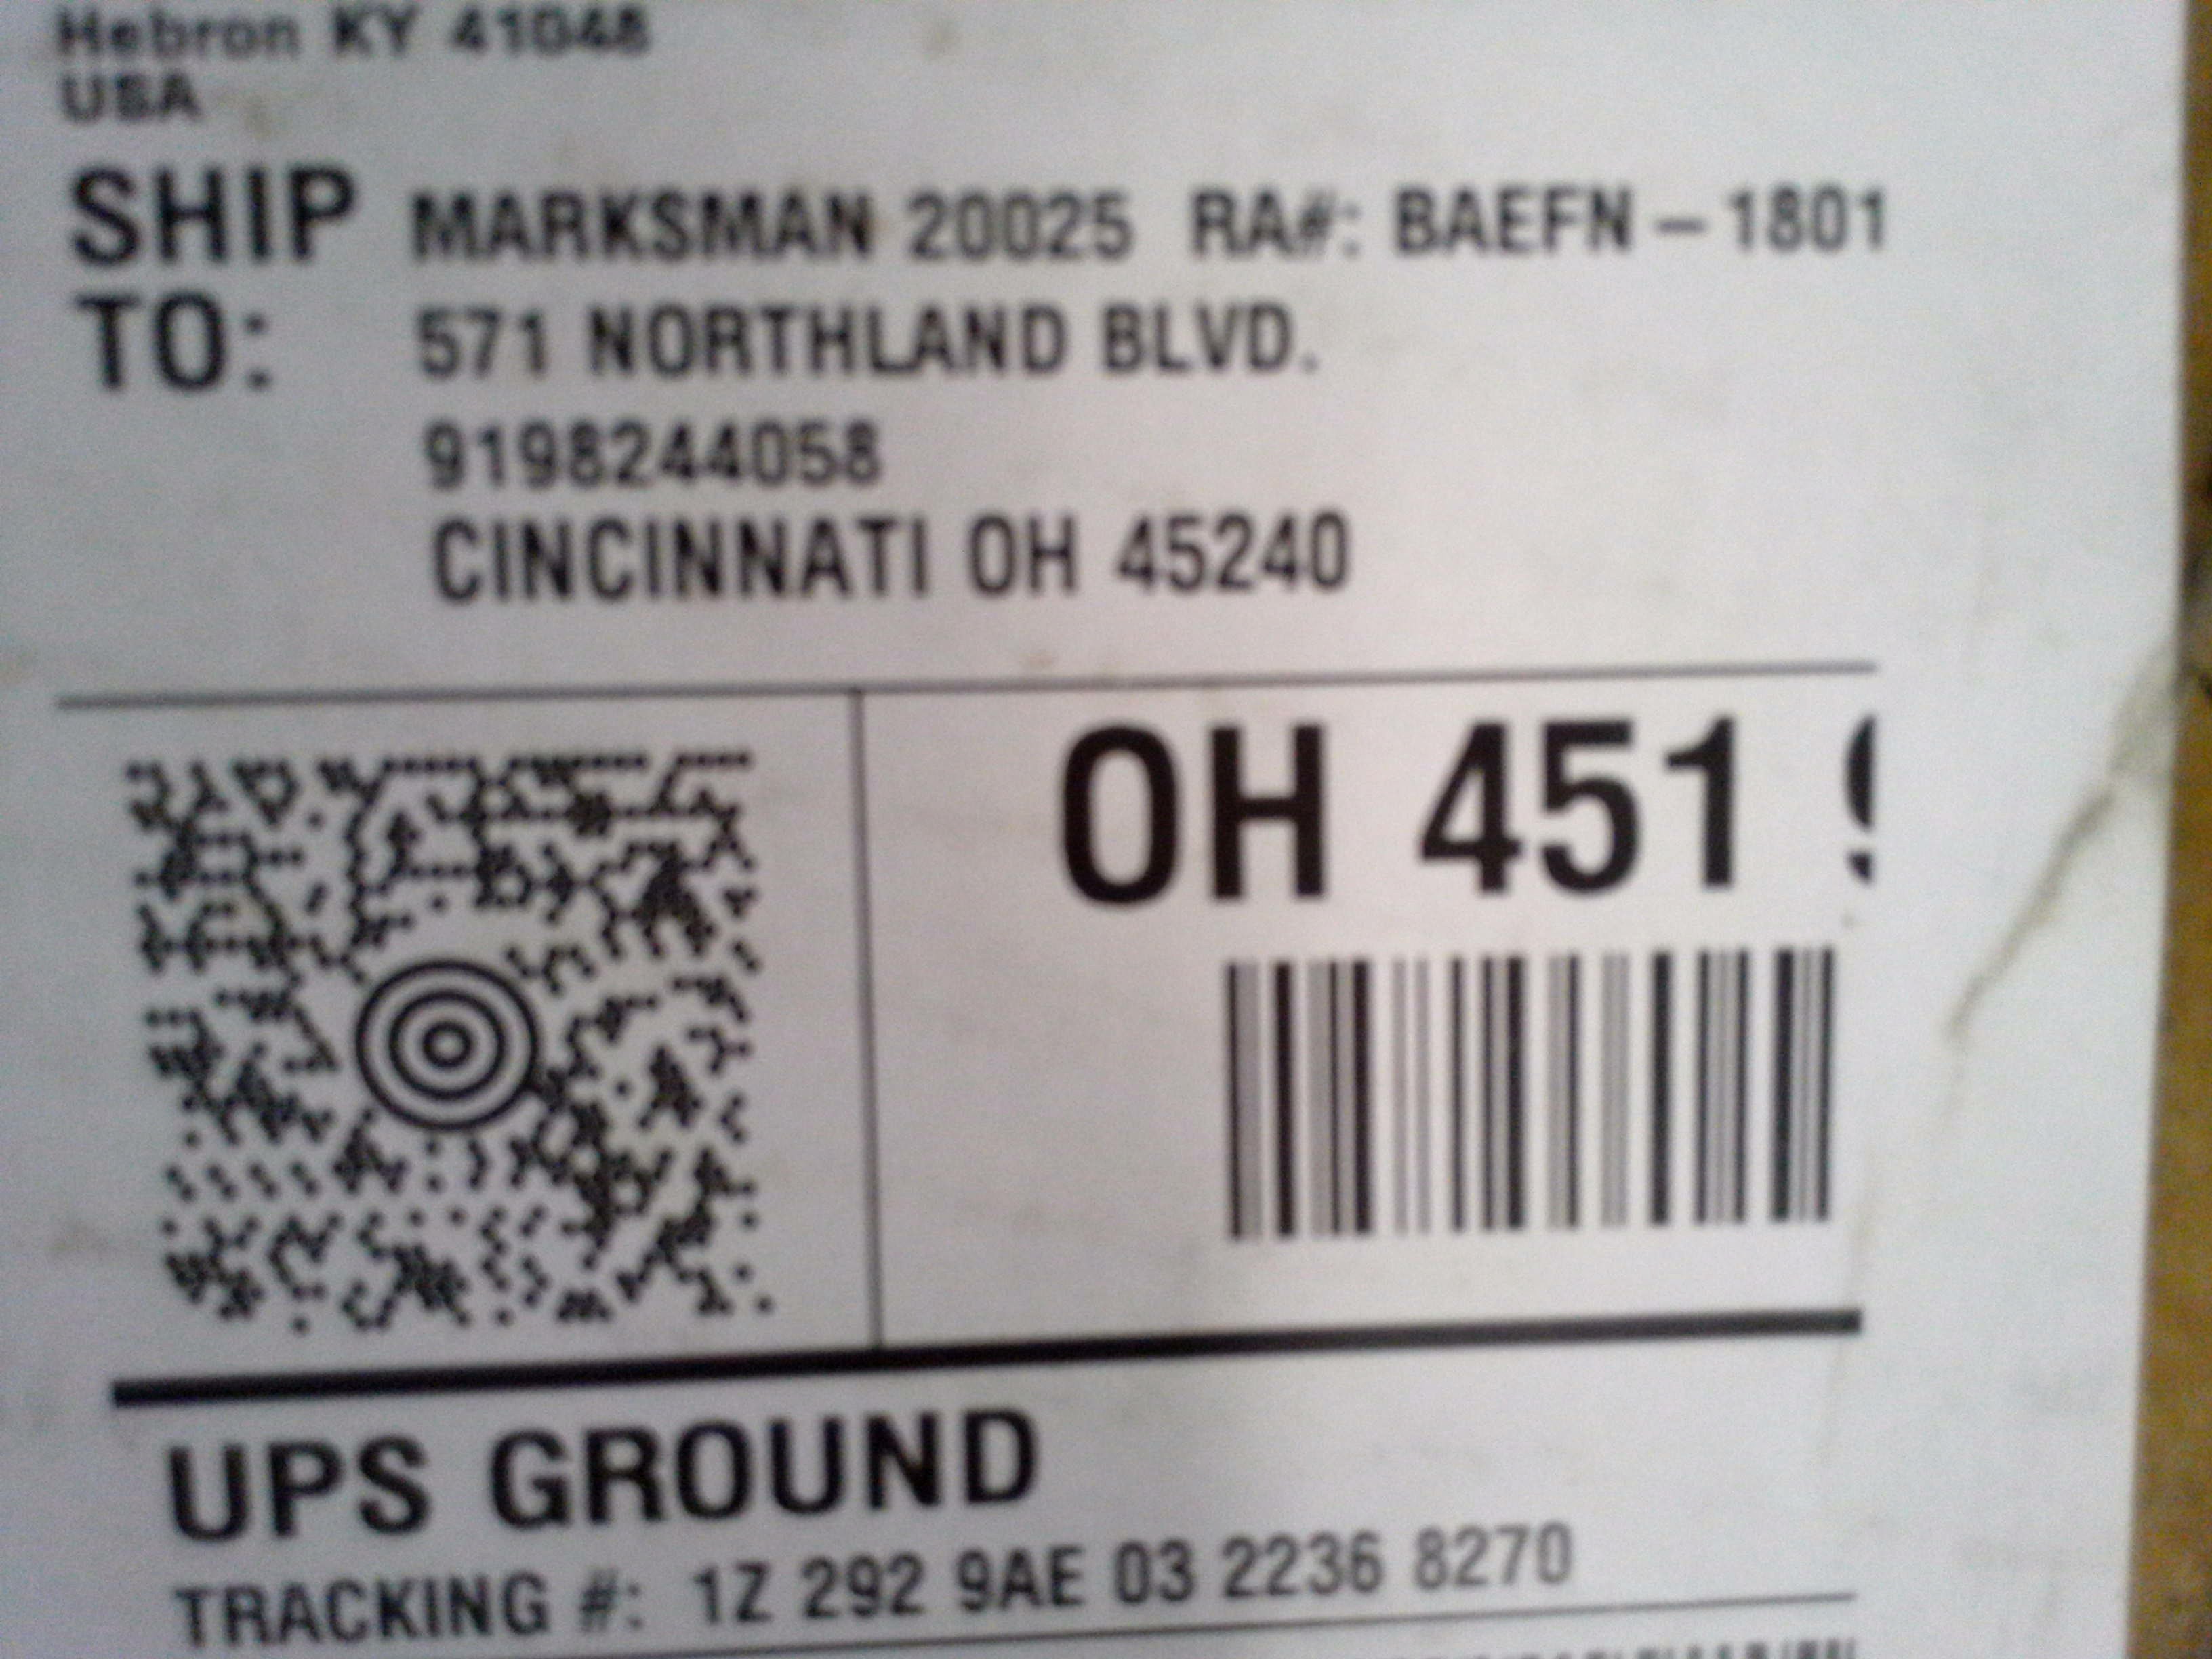 Hebron KY 41048
USA
SHIP TO:
MARKSMAN 20025 RA#: BAEFN - 1801
571 NORTHLAND BLVD.
9198244058
CINCINNATI OH 45240
OH 451
UPS GROUND
TRACKING #: 1Z 292 9AE 03 2236 8270